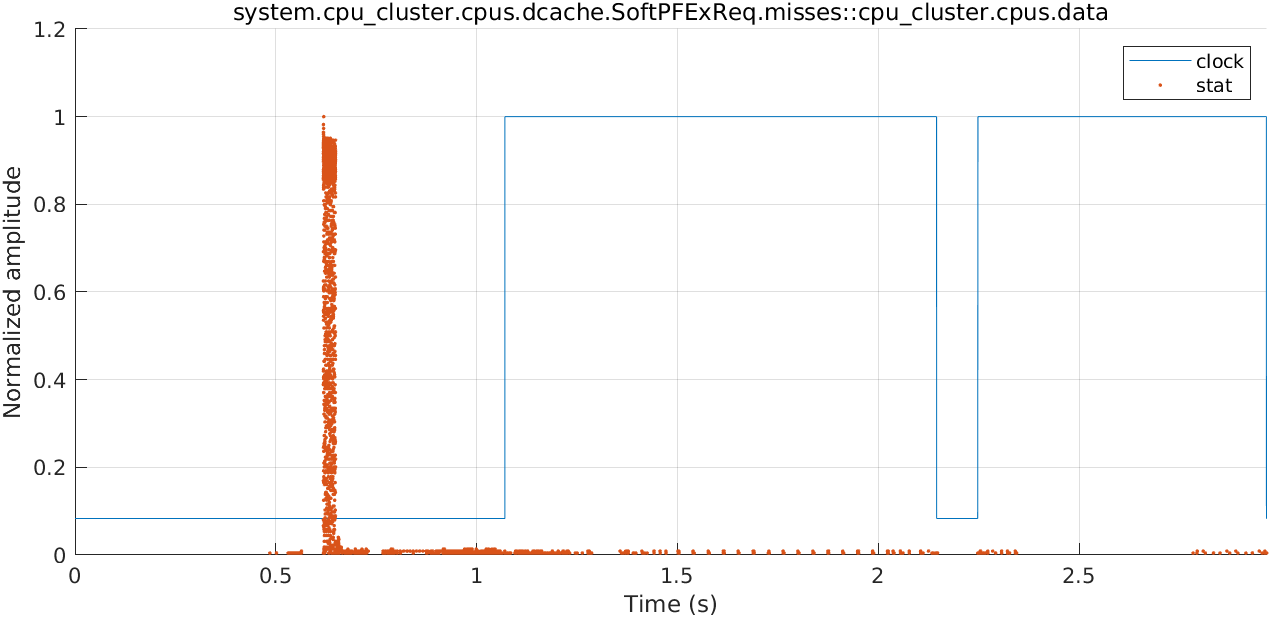 system.cpu_cluster.cpus.dcache.SoftPFExReq.misses::cpu_cluster.cpus.data
1.2
1
0.8
0.6
0.4
0.2
0
Normalized amplitude
clock
stat
0 0.5 1 1.5 2 2.5
Time (s)